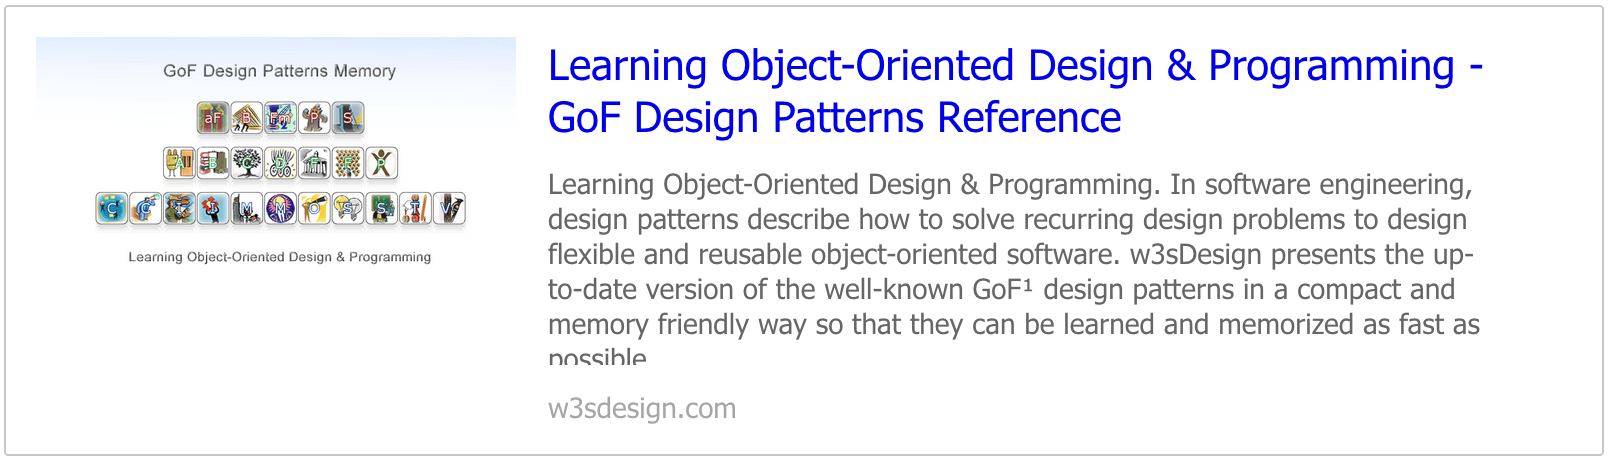 GoF Design Patterns Memory
aF B Fm P S
A B C D F F P
C C I I M M O S S T V
Learning Object-Oriented Design & Programming
Learning Object-Oriented Design & Programming -
GoF Design Patterns Reference
Learning Object-Oriented Design & Programming. In software engineering,
design patterns describe how to solve recurring design problems to design
flexible and reusable object-oriented software. w3sDesign presents the up-
to-date version of the well-known GoF¹ design patterns in a compact and
memory friendly way so that they can be learned and memorized as fast as
possible
w3sdesign.com